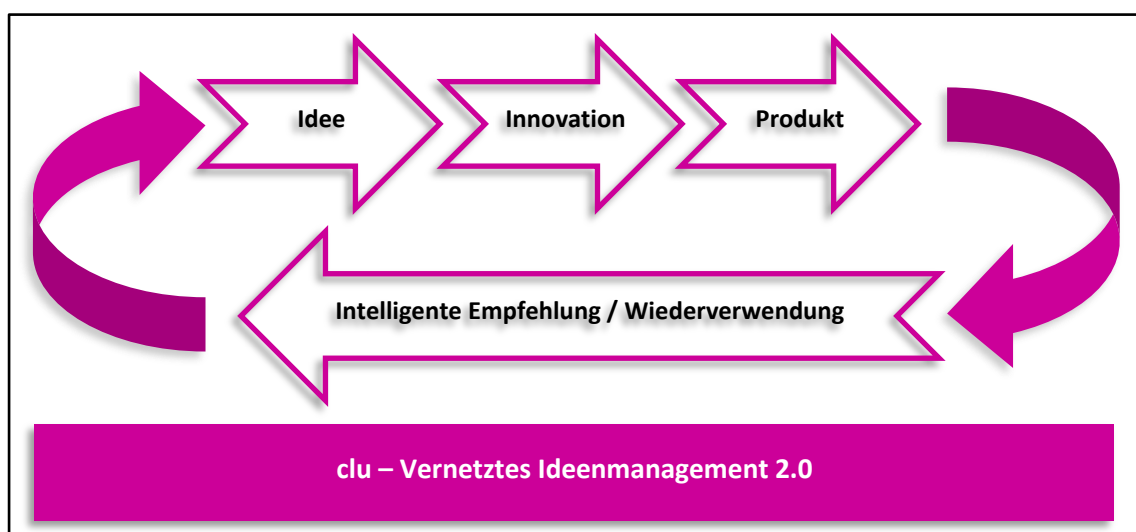 Idee
Innovation
Produkt
Intelligente Empfehlung / Wiederverwendung
clu – Vernetztes Ideenmanagement 2.0